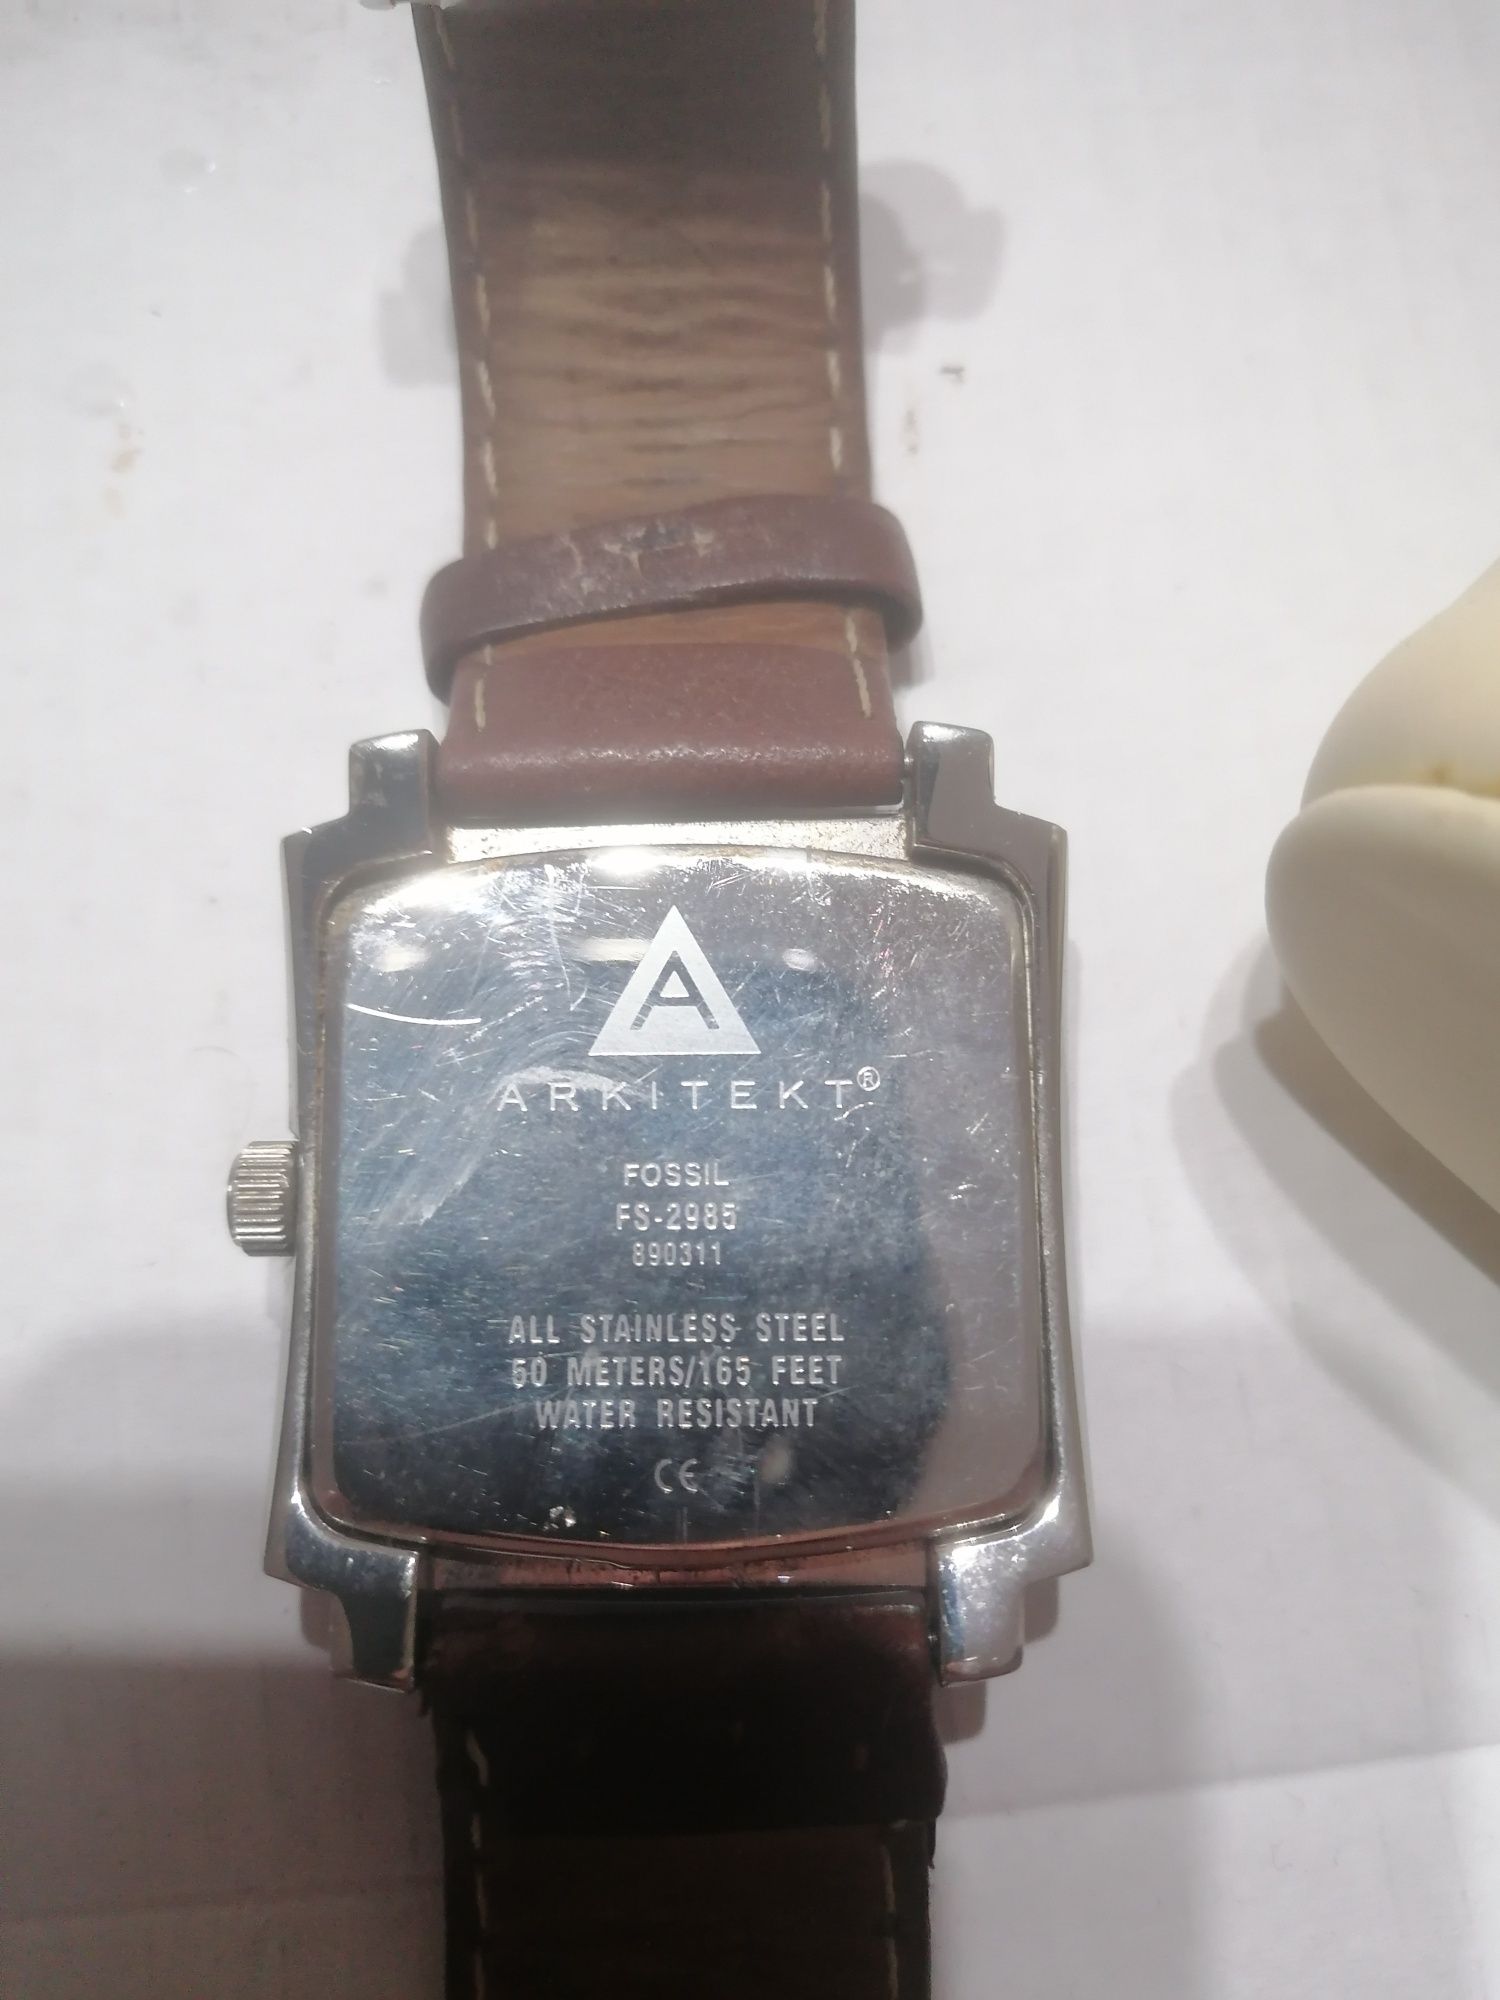 A
ARKITEKT®
FOSSIL
FS-2985
890311
ALL STAINLESS STEEL
50 METERS/165 FEET
WATER RESISTANT
CE